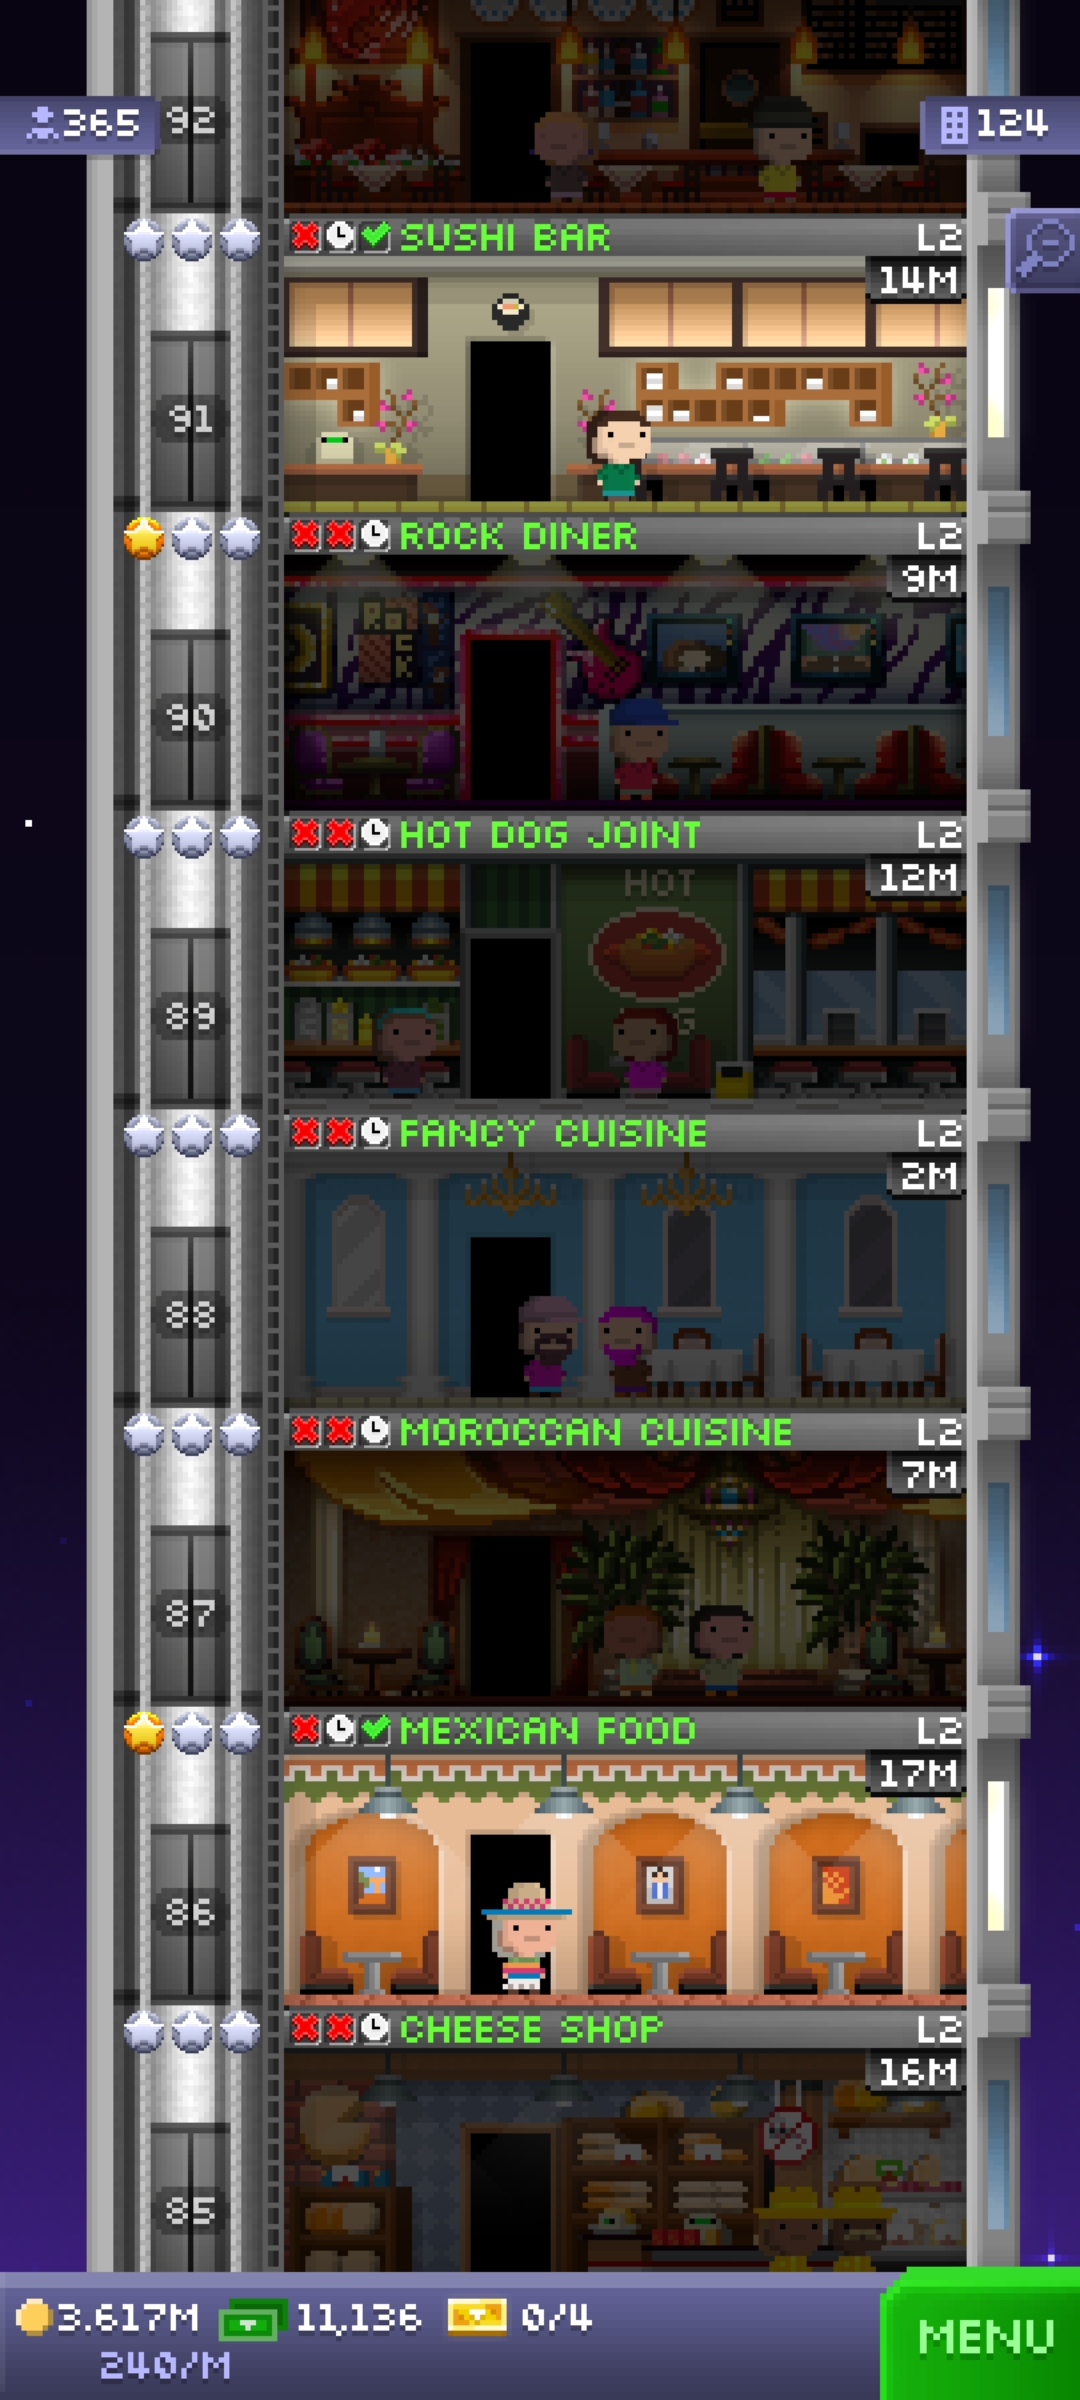 92
365
124
SUSHI BAR L2
14M
91
ROCK DINER L2
9M
ROCK
90
HOT DOG JOINT L2
12M
HOT
89
FANCY CUISINE L2
2M
88
MOROCCAN CUISINE L2
7M
87
MEXICAN FOOD L2
17M
86
CHEESE SHOP L2
16M
85
3.617M 11,136 0/4
240/M
MENU